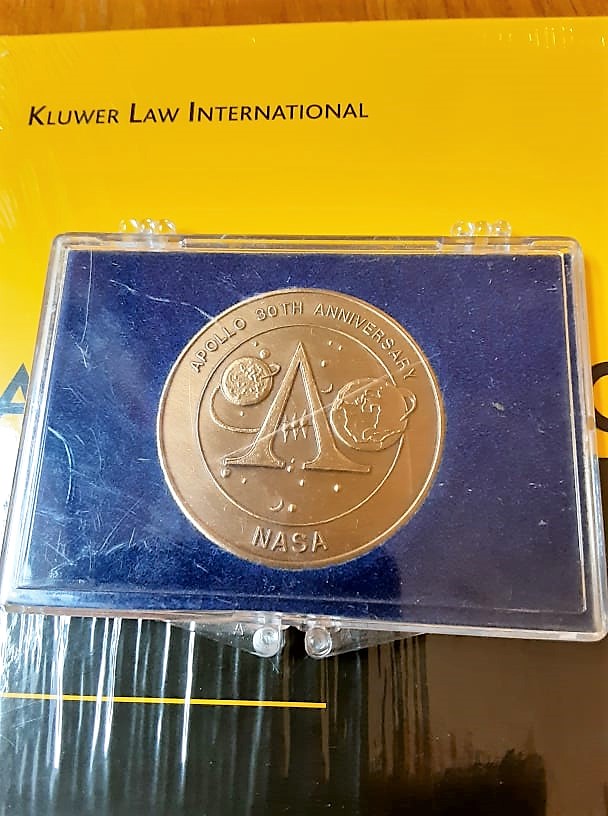 KLUWER LAW INTERNATIONAL
APOLLO 30TH ANNIVERSARY
A
NASA